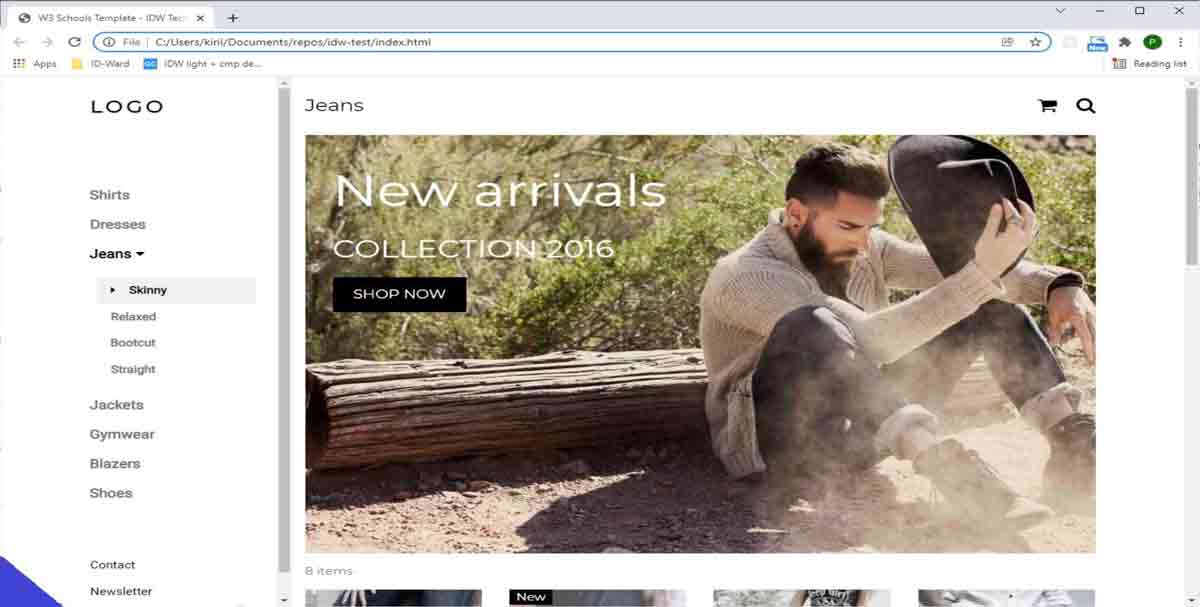 W3 Schools Template - IDW Tech
File | C:/Users/kiril/Documents/repos/idw-test/index.html
P
New
Apps
ID-Ward
IDW light + cmp de...
Reading list
LOGO
Jeans
Shirts
Dresses
Jeans
Skinny
Relaxed
Bootcut
Straight
Jackets
Gymwear
Blazers
Shoes
Contact
Newsletter
New arrivals
COLLECTION 2016
SHOP NOW
8 items
New